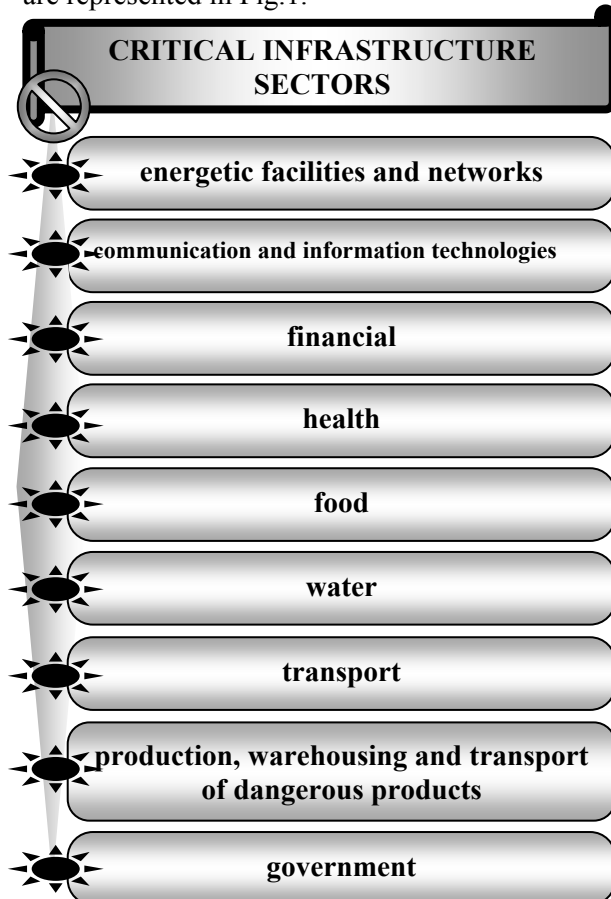 are represented in Fig.1.
CRITICAL INFRASTRUCTURE
SECTORS
energetic facilities and networks
communication and information technologies
financial
health
food
water
transport
production, warehousing and transport
of dangerous products
government